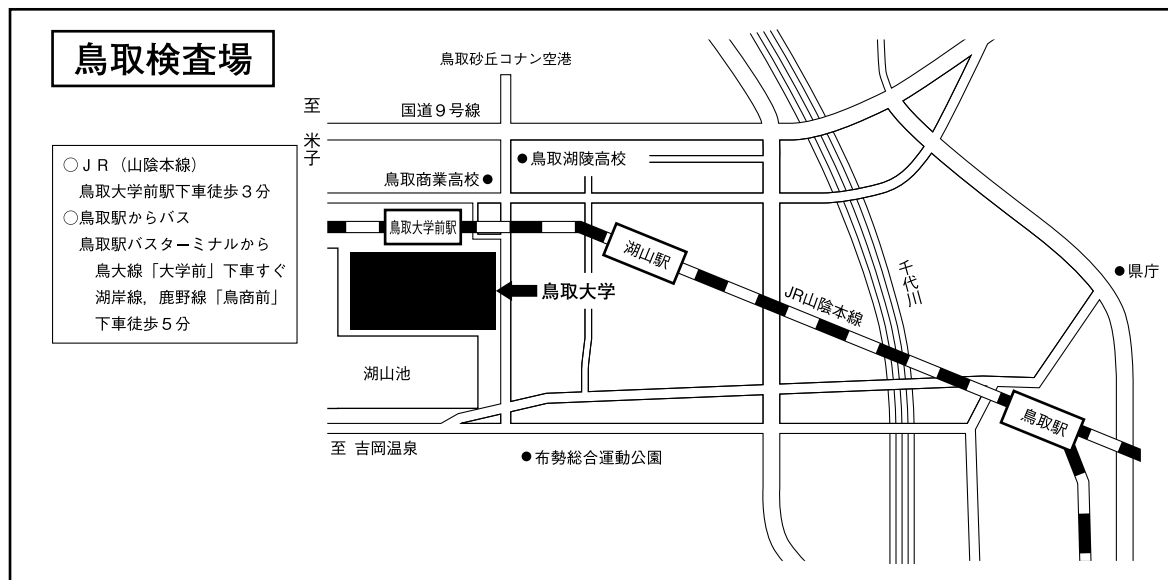 鳥取検査場
○ＪＲ（山陰本線）
鳥取大学前駅下車徒歩３分
○鳥取駅からバス
鳥取駅バスターミナルから
鳥大線「大学前」下車すぐ
湖岸線，鹿野線「鳥商前」
下車徒歩５分
鳥取砂丘コナン空港
至 米子
国道９号線
鳥取湖陵高校
鳥取商業高校
鳥取大学前駅
湖山駅
鳥取大学
千代川
県庁
JR山陰本線
湖山池
鳥取駅
至 吉岡温泉
布勢総合運動公園